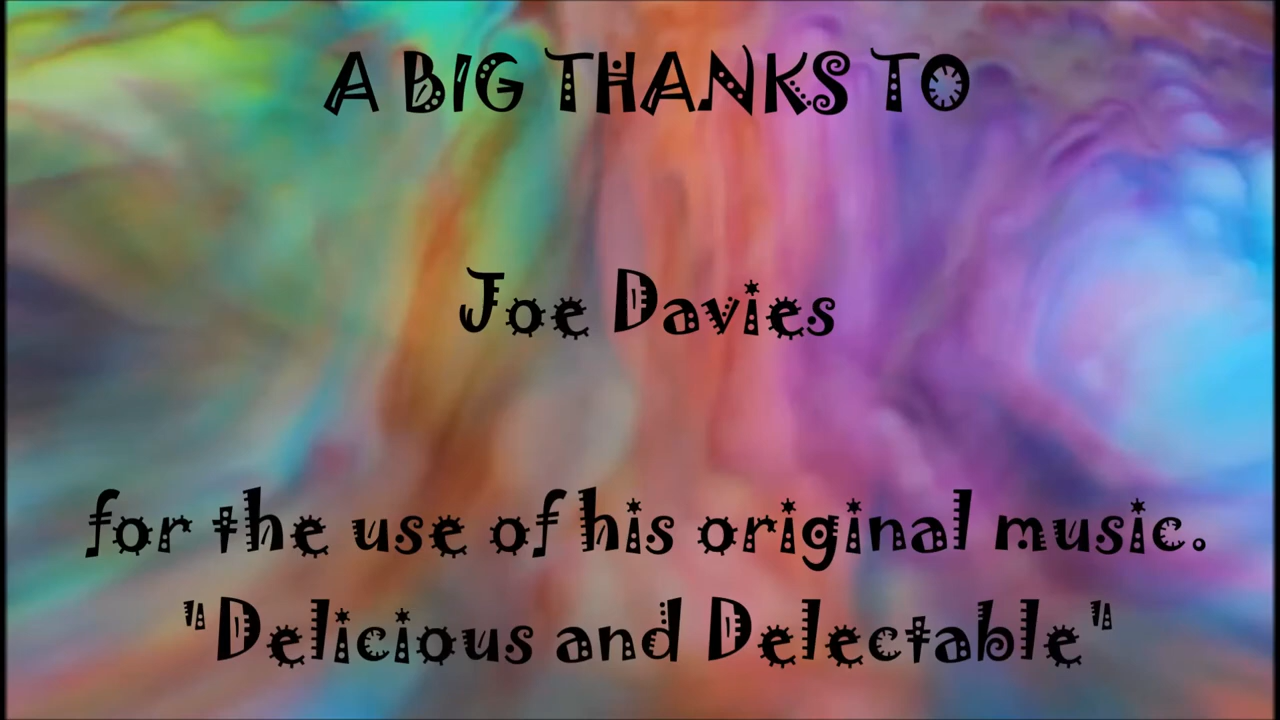 A BIG THANKS TO
Joe Davies
for the use of his original music.
"Delicious and Delectable"